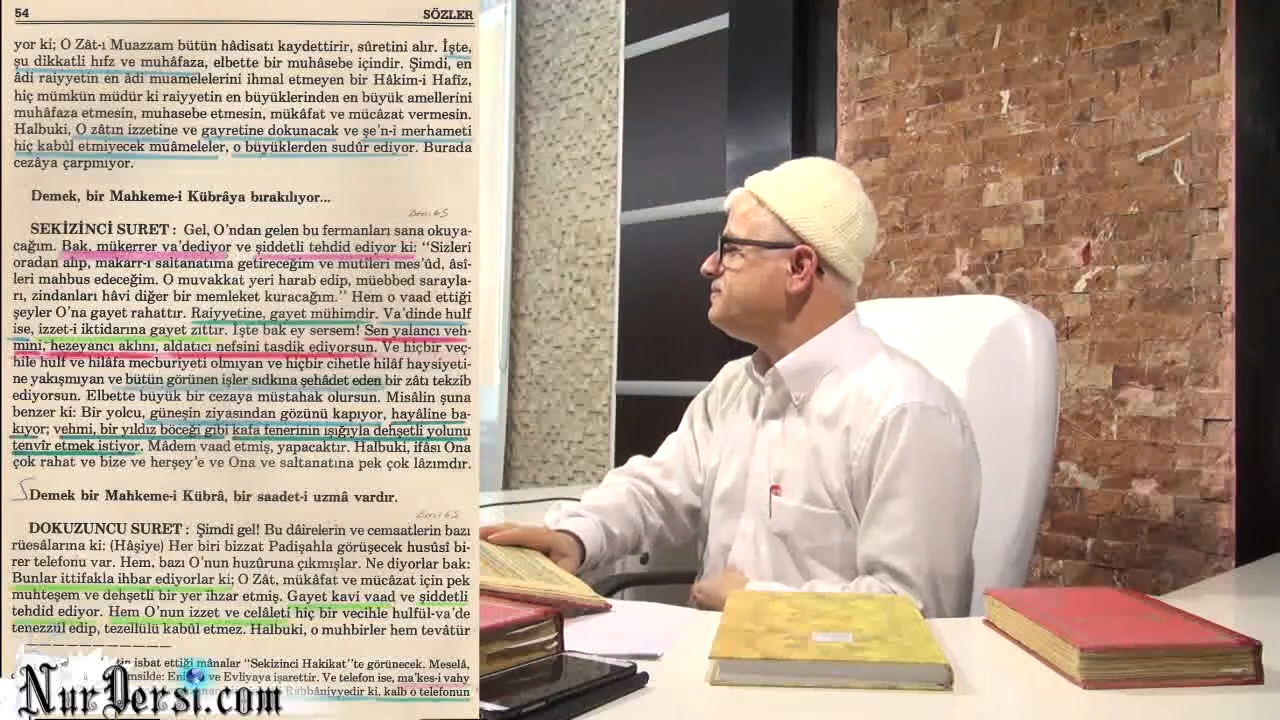 54
SÖZLER
yor ki; O Zât-ı Muazzam bütün hâdisatı kaydettirir, sûretini alır. İşte,
şu dikkatli hıfz ve muhâfaza, elbette bir muhâsebe içindir. Şimdi, en
âdi raiyyetin en âdi muamelelerini ihmal etmeyen bir Hâkim-i Hafîz,
hiç mümkün müdür ki raiyyetin en büyüklerinden en büyük amellerini
muhâfaza etmesin, muhasebe etmesin, mükâfat ve mücâzat vermesin.
Halbuki, O zâtın izzetine ve gayretine dokunacak ve şe'n-i merhameti
hiç kabûl etmiyecek muâmeleler, o büyüklerden sudûr ediyor. Burada
cezâya çarpmıyor.
Demek, bir Mahkeme-i Kübrâya bırakılıyor...
SEKİZİNCİ SURET : Gel, O'ndan gelen bu fermanları sana okuya-
cağım. Bak, mükerrer va'dediyor ve şiddetli tehdid ediyor ki: "Sizleri
oradan alıp, makarr-ı saltanatıma getireceğim ve mutîleri mes'ûd, âsî-
leri mahbus edeceğim. O muvakkat yeri harab edip, müebbed sarayla-
rı, zindanları hâvi diğer bir memleket kuracağım." Hem o vaad ettiği
şeyler O'na gayet rahattır. Raiyyetine, gayet mühimdir. Va'dinde hulf
ise, izzet-i iktidarına gayet zıttır. İşte bak ey sersem! Sen yalancı veh-
mini, hezeyancı aklını, aldatıcı nefsini tasdik ediyorsun. Ve hiçbir veç-
hile hulf ve hilâfa mecburiyeti olmıyan ve hiçbir cihetle hilâf haysiyeti-
ne yakışmıyan ve bütün görünen işler sıdkına şehâdet eden bir zâtı tekzib
ediyorsun. Elbette büyük bir cezaya müstahak olursun. Misâlin şuna
benzer ki: Bir yolcu, güneşin ziyasından gözünü kapıyor, hayâline ba-
kıyor; vehmi, bir yıldız böceği gibi kafa fenerinin ışığıyla dehşetli yolunu
tenvîr etmek istiyor. Mâdem vaad etmiş, yapacaktır. Halbuki, ifâsı Ona
çok rahat ve bize ve herşey'e ve Ona ve saltanatına pek çok lâzımdır.
Demek bir Mahkeme-i Kübrâ, bir saadet-i uzmâ vardır.
DOKUZUNCU SURET : Şimdi gel! Bu dâirelerin ve cemaatlerin bazı
rüesâlarına ki: (Hâşiye) Her biri bizzat Padişahla görüşecek husûsi bi-
rer telefonu var. Hem, bazı O'nun huzûruna çıkmışlar. Ne diyorlar bak:
Bunlar ittifakla ihbar ediyorlar ki; O Zât, mükâfat ve mücâzat için pek
muhteşem ve dehşetli bir yer ihzar etmiş. Gayet kavi vaad ve şiddetli
tehdid ediyor. Hem O'nun izzet ve celâleti hiç bir vecihle hulfül-va'de
tenezzül edip, tezellülü kabûl etmez. Halbuki, o muhbirler hem tevâtür
isbat ettiği mânalar "Sekizinci Hakikat"te görünecek. Meselâ,
ve Evliyaya işarettir. Ve telefon ise, ma'kes-i vahy
Rabbâniyyedir ki, kalb o telefonun
NurDersi.com